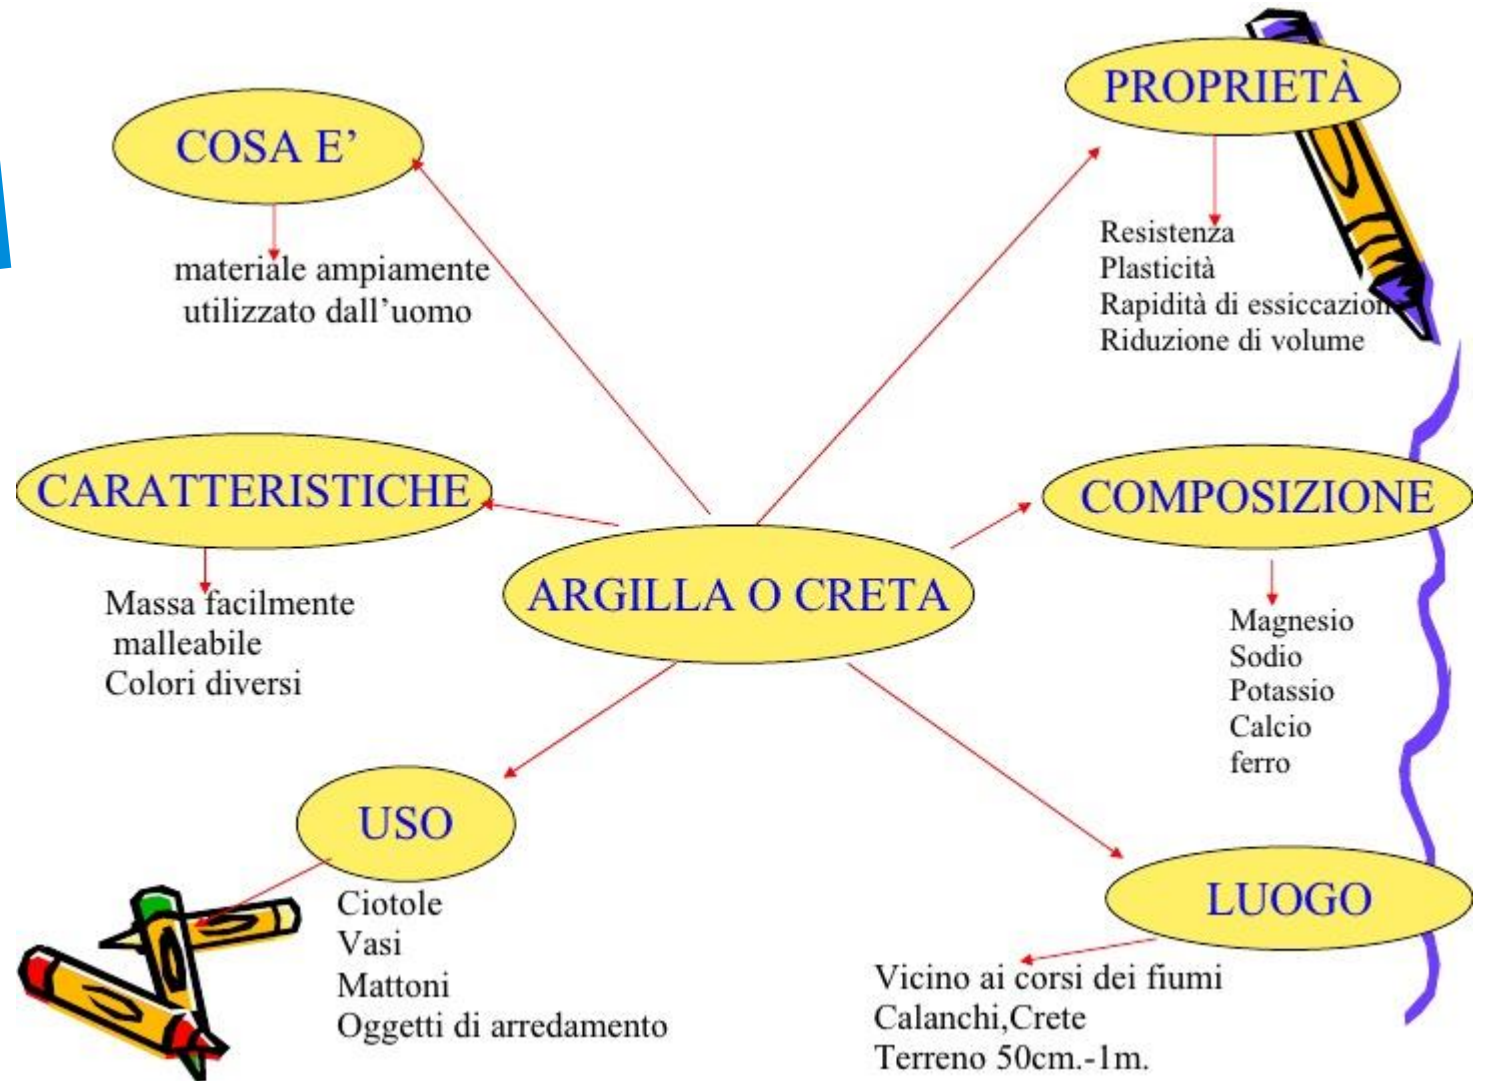 COSA E’
materiale ampiamente
utilizzato dall’uomo
PROPRIETÀ
Resistenza
Plasticità
Rapidità di essiccazion
Riduzione di volume
CARATTERISTICHE
Massa facilmente
malleabile
Colori diversi
ARGILLA O CRETA
COMPOSIZIONE
Magnesio
Sodio
Potassio
Calcio
ferro
USO
Ciotole
Vasi
Mattoni
Oggetti di arredamento
LUOGO
Vicino ai corsi dei fiumi
Calanchi,Crete
Terreno 50cm.-1m.